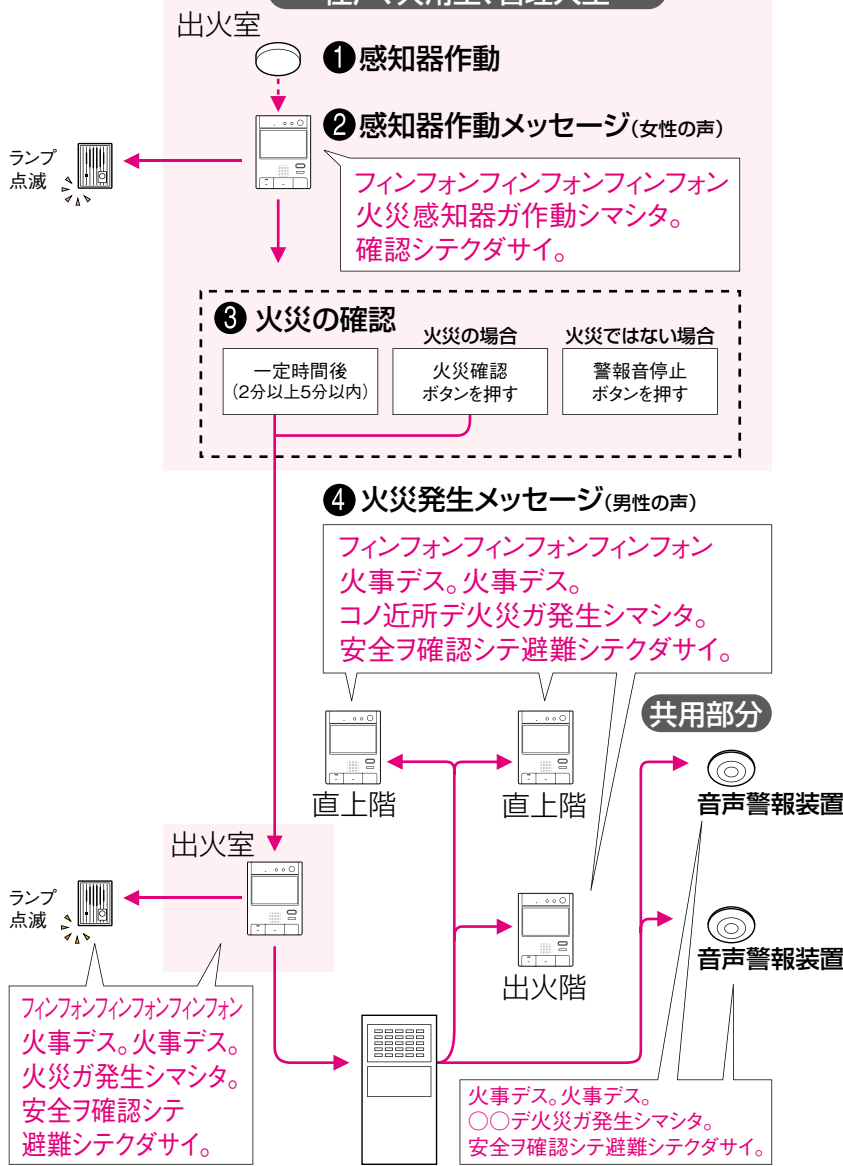 出火室
❶感知器作動
❷感知器作動メッセージ(女性の声)
ランプ
点滅
フィンフォンフィンフォンフィンフォン
火災感知器ガ作動シマシタ。
確認シテクダサイ。
❸火災の確認
火災の場合
火災ではない場合
一定時間後
(2分以上5分以内)
火災確認
ボタンを押す
警報音停止
ボタンを押す
❹火災発生メッセージ(男性の声)
フィンフォンフィンフォンフィンフォン
火事デス。火事デス。
コノ近所デ火災ガ発生シマシタ。
安全ヲ確認シテ避難シテクダサイ。
共用部分
直上階
直上階
音声警報装置
出火室
ランプ
点滅
出火階
音声警報装置
フィンフォンフィンフォンフィンフォン
火事デス。火事デス。
火災ガ発生シマシタ。
安全ヲ確認シテ
避難シテクダサイ。
火事デス。火事デス。
○○デ火災ガ発生シマシタ。
安全ヲ確認シテ避難シテクダサイ。